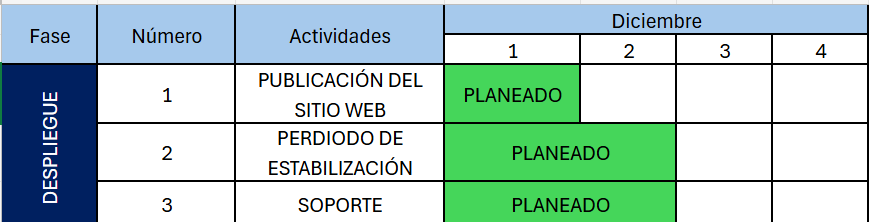 Fase Número Actividades Diciembre
1 2 3 4
DESPLIEGUE
1 PUBLICACIÓN DEL SITIO WEB PLANEADO
2 PERDIODO DE ESTABILIZACIÓN PLANEADO
3 SOPORTE PLANEADO